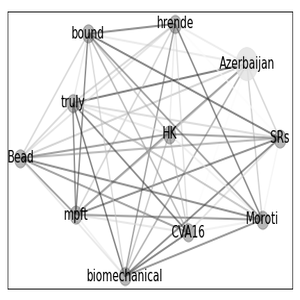 hrende
bound
Azerbaijan
truly
HK
SRs
Bead
mpft
Moroti
CVA16
biomechanical